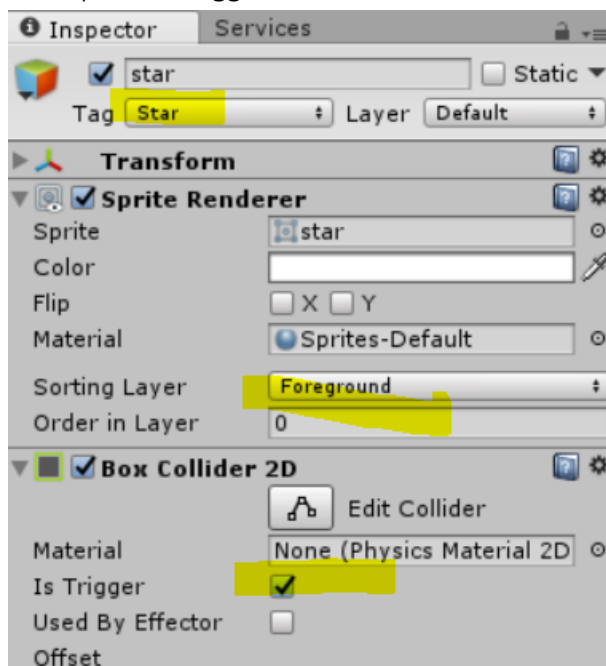 Inspector Services
star Static
Tag Star Layer Default
Transform
Sprite Renderer
Sprite star
Color
Flip X Y
Material Sprites-Default
Sorting Layer Foreground
Order in Layer 0
Box Collider 2D
Edit Collider
Material None (Physics Material 2D
Is Trigger
Used By Effector
Offset